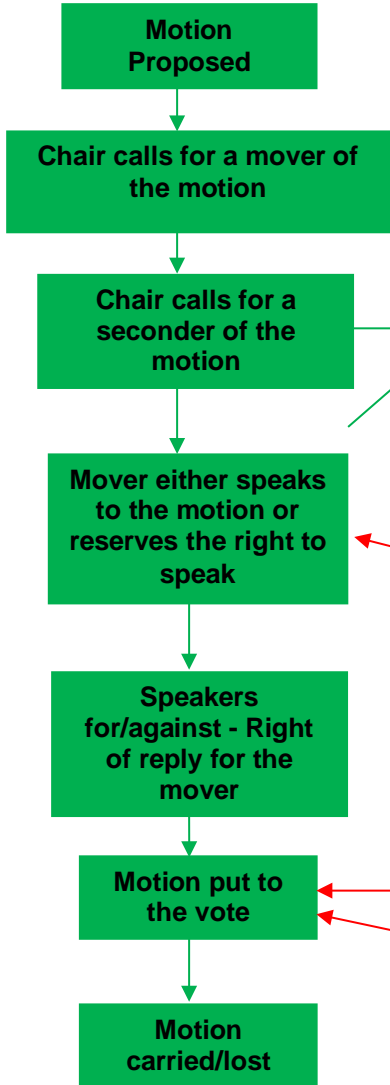 Motion
Proposed
Chair calls for a mover of
the motion
Chair calls for a
seconder of the
motion
Mover either speaks
to the motion or
reserves the right to
speak
Speakers
for/against - Right
of reply for the
mover
Motion put to
the vote
Motion
carried/lost